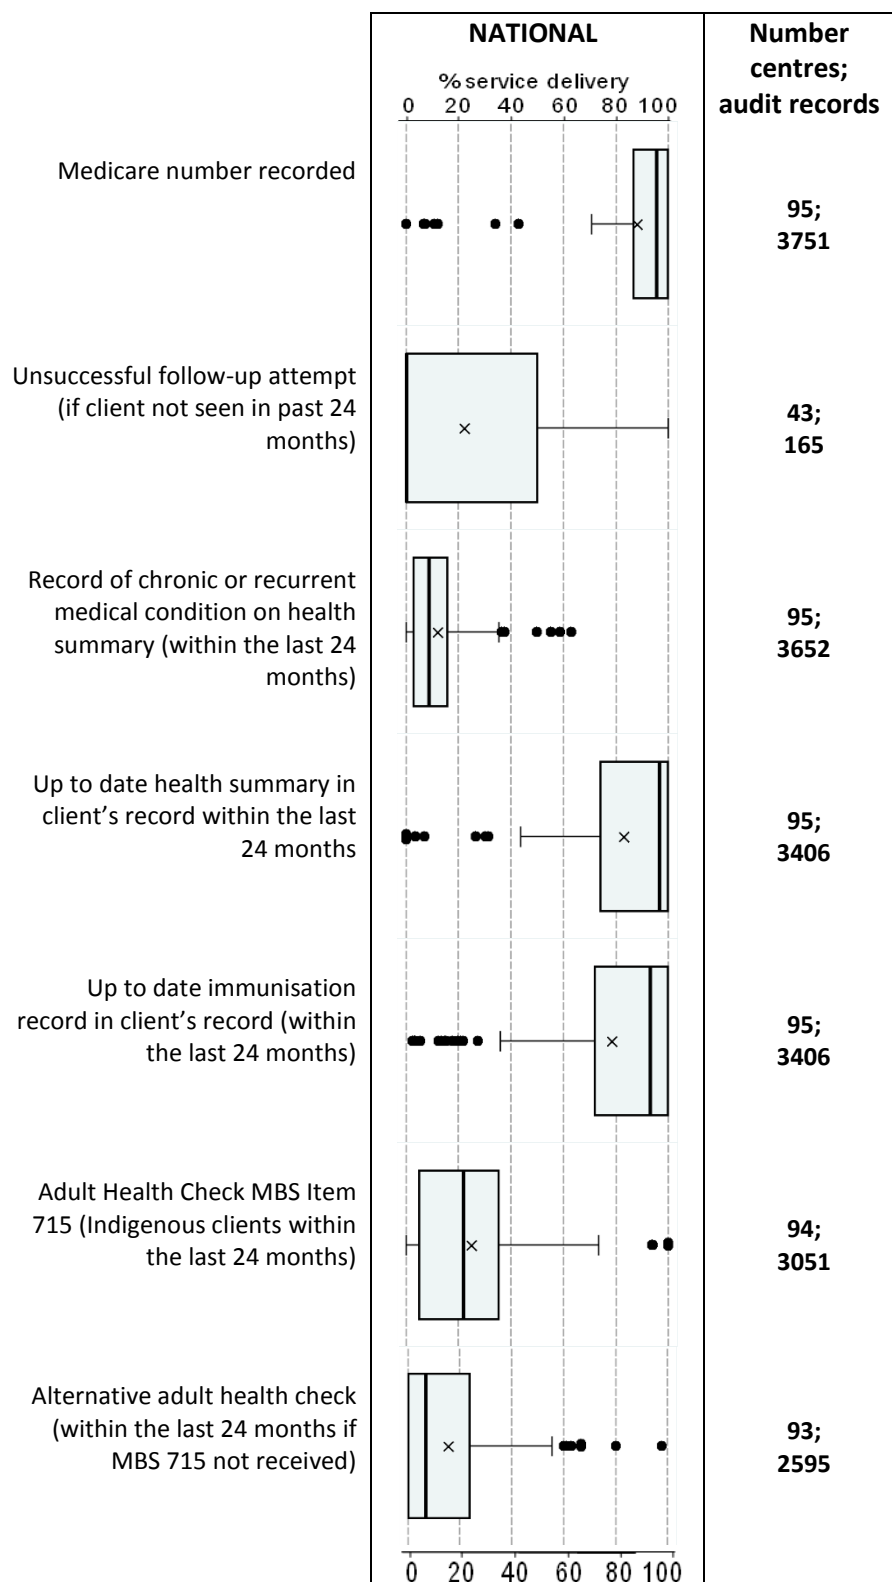 NATIONAL
Number
centres;
audit records
% service delivery
0 20 40 60 80 100
Medicare number recorded
95;
3751
Unsuccessful follow-up attempt
(if client not seen in past 24
months)
43;
165
Record of chronic or recurrent
medical condition on health
summary (within the last 24
months)
95;
3652
Up to date health summary in
client’s record within the last
24 months
95;
3406
Up to date immunisation
record in client’s record (within
the last 24 months)
95;
3406
Adult Health Check MBS Item
715 (Indigenous clients within
the last 24 months)
94;
3051
Alternative adult health check
(within the last 24 months if
MBS 715 not received)
93;
2595
0 20 40 60 80 100